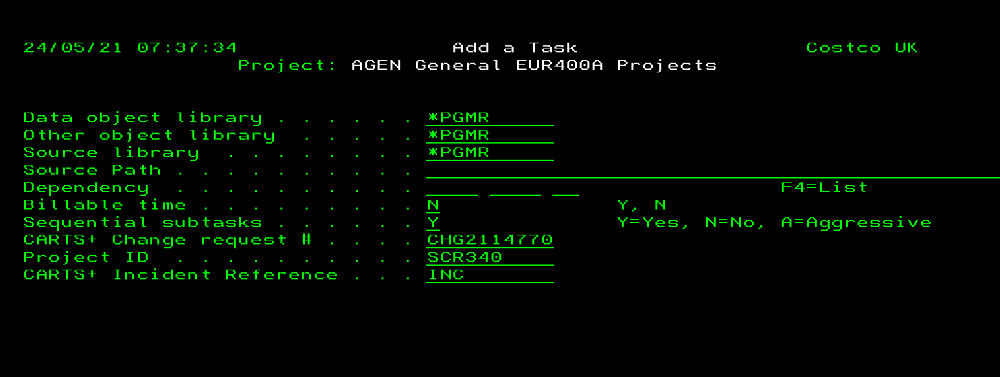 24/05/21 07:37:34 Add a Task Costco UK
Project: AGEN General EUR400A Projects
Data object library . . . . . . *PGMR
Other object library . . . . . *PGMR
Source library . . . . . . . . *PGMR
Source Path . . . . . . . . . .
Dependency . . . . . . . . . . F4=List
Billable time . . . . . . . . . N Y, N
Sequential subtasks . . . . . . Y Y=Yes, N=No, A=Aggressive
CARTS+ Change request # . . . . CHG2114770
Project ID . . . . . . . . . . SCR340
CARTS+ Incident Reference . . . INC